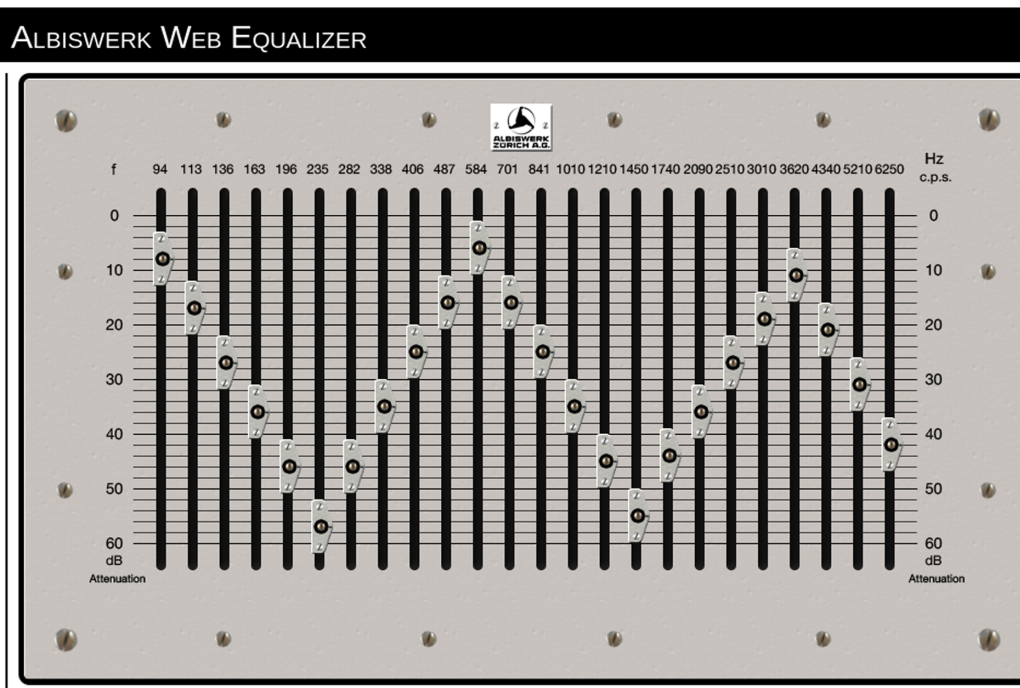 Albiswerk Web Equalizer
ALBISWERK
ZÜRICH A.G.
f 94 113 136 163 196 235 282 338 406 487 584 701 841 1010 1210 1450 1740 2090 2510 3010 3620 4340 5210 6250 Hz
c.p.s.
0 0
10 10
20 20
30 30
40 40
50 50
60 60
dB dB
Attenuation Attenuation